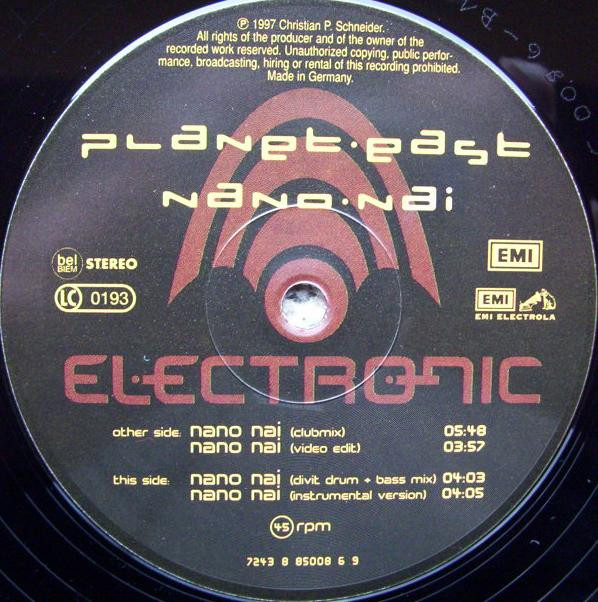 ℗ 1997 Christian P. Schneider.
All rights of the producer and of the owner of the
recorded work reserved. Unauthorized copying, public perfor-
mance, broadcasting, hiring or rental of this recording prohibited.
Made in Germany.
planet·east
nano·nai
bel
BIEM
STEREO
LC 0193
EMI
EMI
EMI ELECTROLA
ELECTRONIC
other side: nano nai (clubmix) 05:48
nano nai (video edit) 03:57
this side: nano nai (divit drum + bass mix) 04:03
nano nai (instrumental version) 04:05
45 rpm
7243 8 85008 6 9